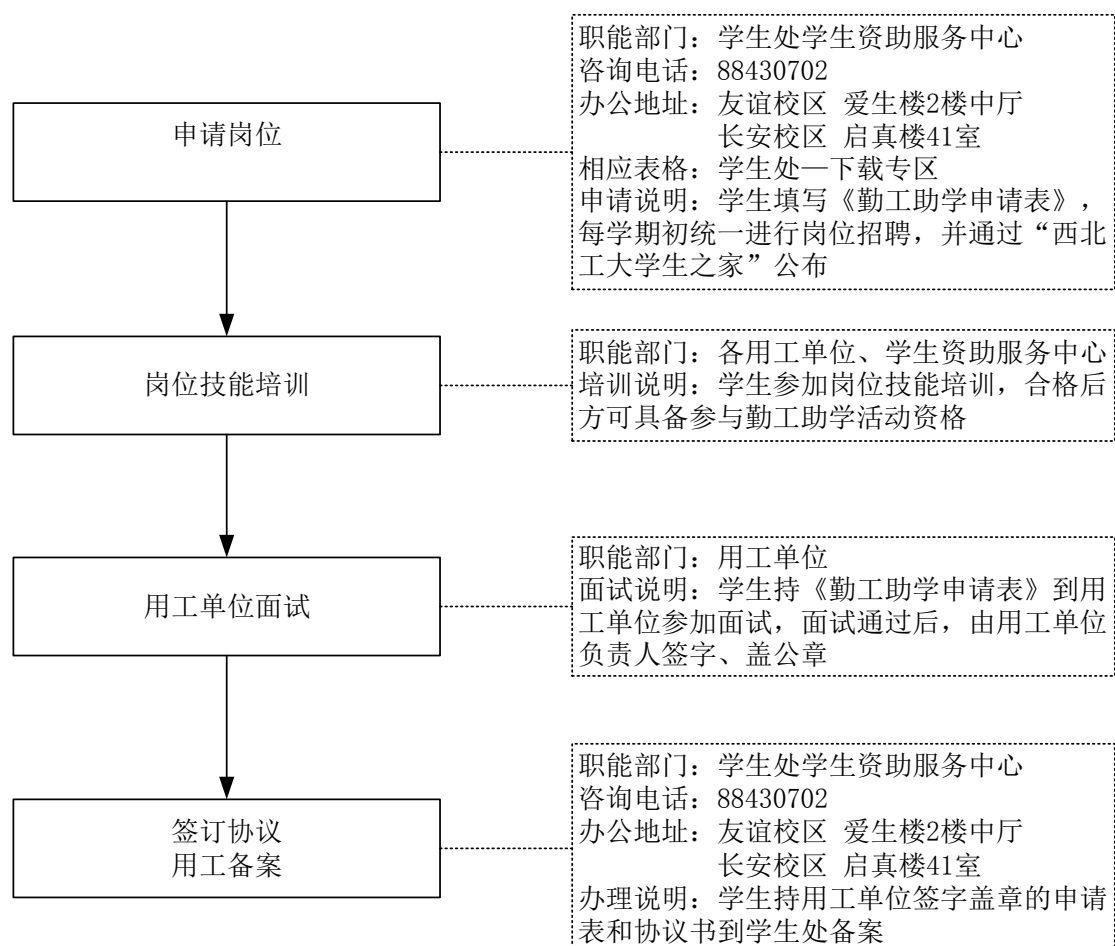 申请岗位
职能部门：学生处学生资助服务中心
咨询电话：88430702
办公地址：友谊校区 爱生楼2楼中厅
长安校区 启真楼41室
相应表格：学生处—下载专区
申请说明：学生填写《勤工助学申请表》，
每学期初统一进行岗位招聘，并通过“西北
工大学生之家”公布
岗位技能培训
职能部门：各用工单位、学生资助服务中心
培训说明：学生参加岗位技能培训，合格后
方可具备参与勤工助学活动资格
用工单位面试
职能部门：用工单位
面试说明：学生持《勤工助学申请表》到用
工单位参加面试，面试通过后，由用工单位
负责人签字、盖公章
签订协议
用工备案
职能部门：学生处学生资助服务中心
咨询电话：88430702
办公地址：友谊校区 爱生楼2楼中厅
长安校区 启真楼41室
办理说明：学生持用工单位签字盖章的申请
表和协议书到学生处备案